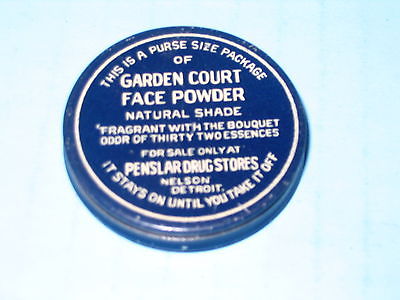 THIS IS A PURSE SIZE PACKAGE
OF
GARDEN COURT
FACE POWDER
NATURAL SHADE
"FRAGRANT WITH THE BOUQUET
ODOR OF THIRTY TWO ESSENCES
FOR SALE ONLY AT
PENSLAR DRUG STORES
NELSON
DETROIT.
IT STAYS ON UNTIL YOU TAKE IT OFF